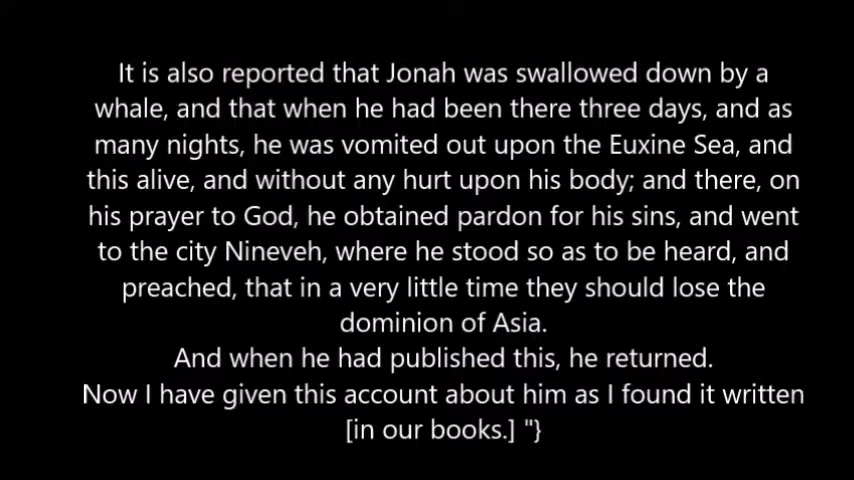 It is also reported that Jonah was swallowed down by a
whale, and that when he had been there three days, and as
many nights, he was vomited out upon the Euxine Sea, and
this alive, and without any hurt upon his body; and there, on
his prayer to God, he obtained pardon for his sins, and went
to the city Nineveh, where he stood so as to be heard, and
preached, that in a very little time they should lose the
dominion of Asia.
And when he had published this, he returned.
Now I have given this account about him as I found it written
[in our books.] "}